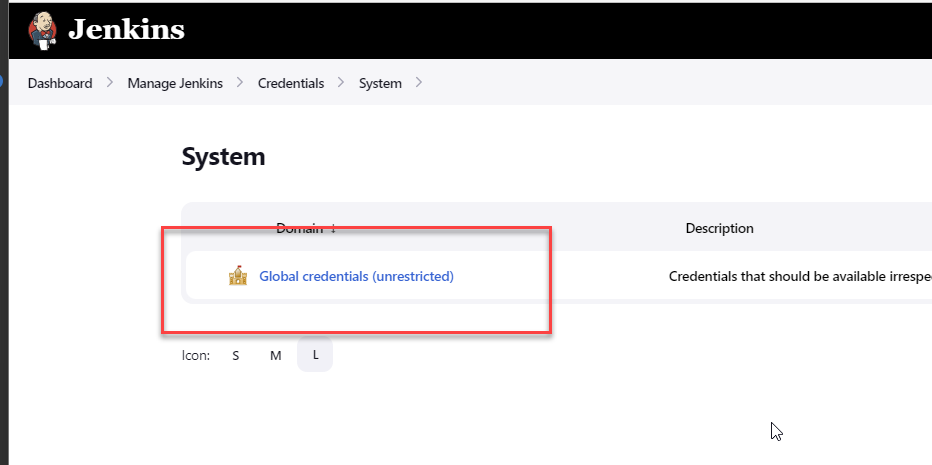 Jenkins
Dashboard > Manage Jenkins > Credentials > System >
System
Domain ↓ Description
Global credentials (unrestricted) Credentials that should be available irrespe
Icon: S M L